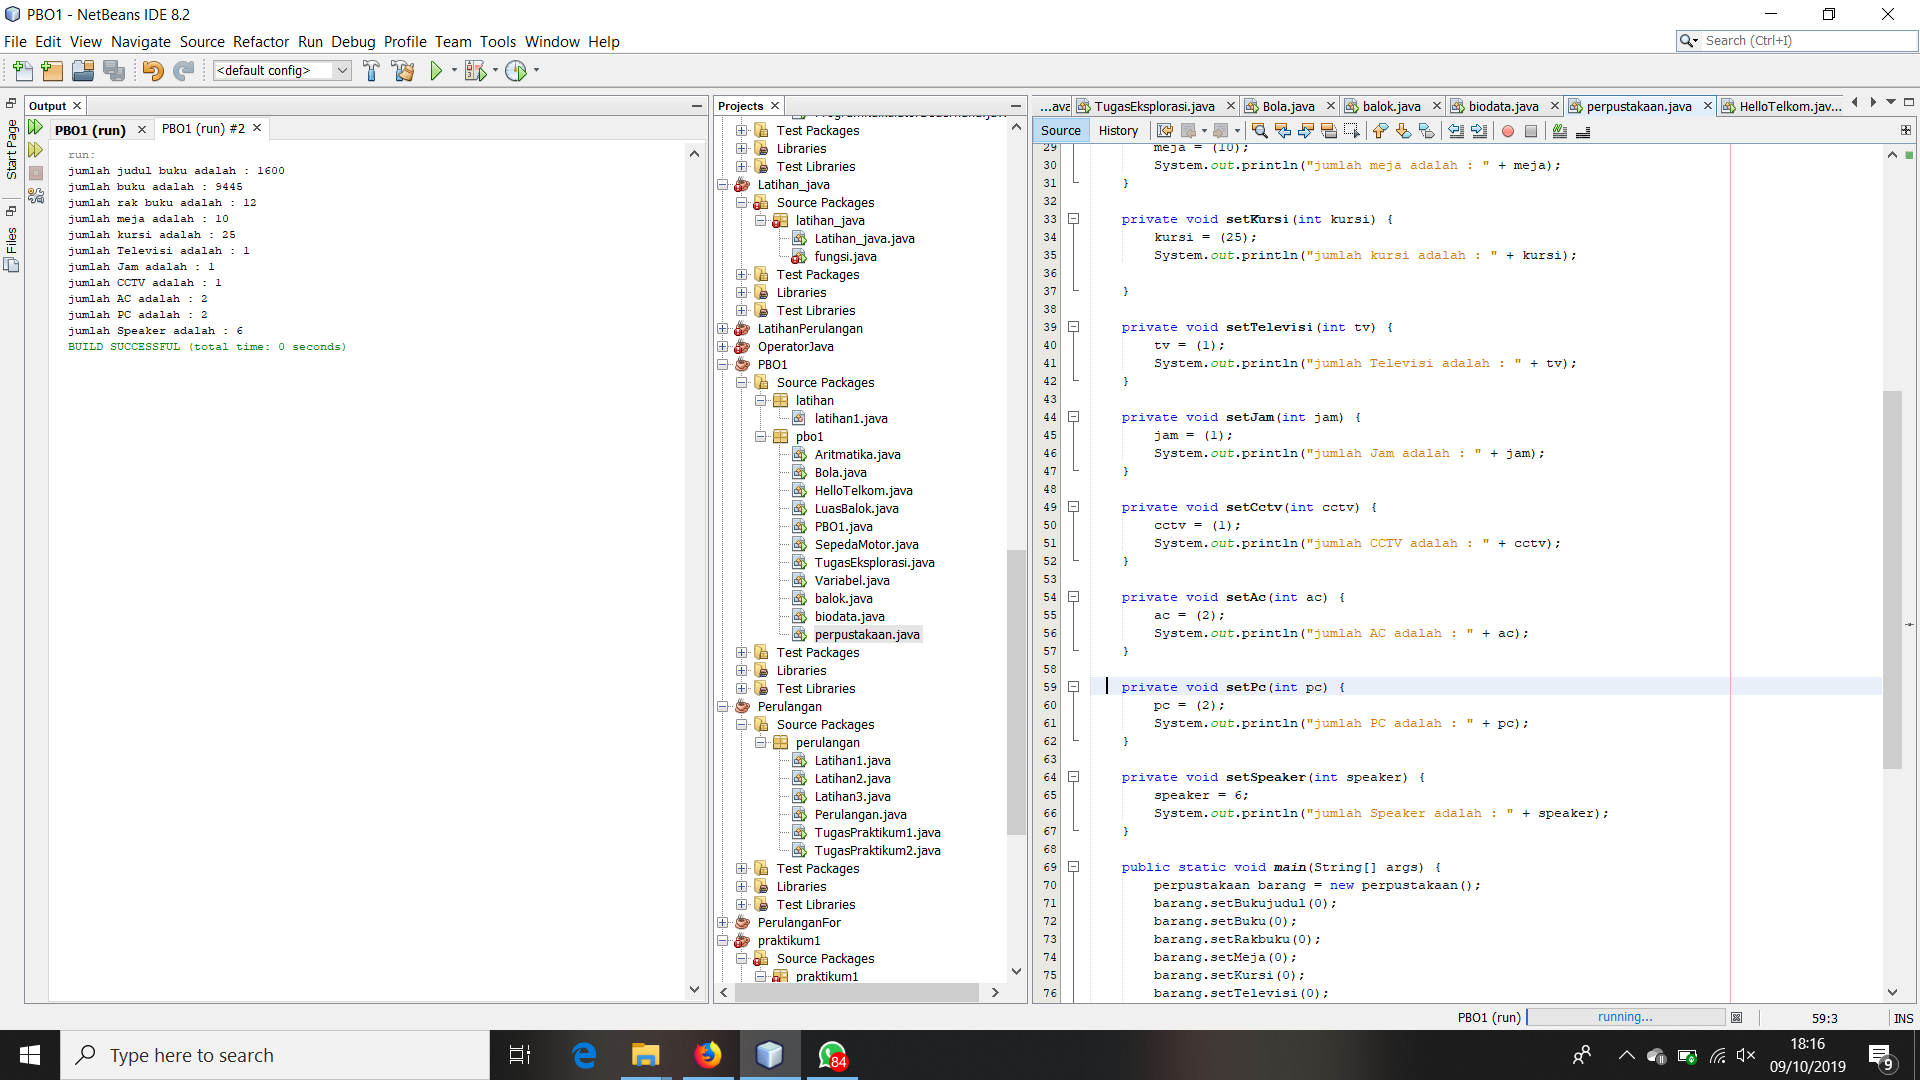 PBO1 - NetBeans IDE 8.2
File Edit View Navigate Source Refactor Run Debug Profile Team Tools Window Help
Search (Ctrl+I)
<default config>
Start Page
Files
Output
PBO1 (run)
PBO1 (run) #2
run:
jumlah judul buku adalah : 1600
jumlah buku adalah : 9445
jumlah rak buku adalah : 12
jumlah meja adalah : 10
jumlah kursi adalah : 25
jumlah Televisi adalah : 1
jumlah Jam adalah : 1
jumlah CCTV adalah : 1
jumlah AC adalah : 2
jumlah PC adalah : 2
jumlah Speaker adalah : 6
BUILD SUCCESSFUL (total time: 0 seconds)
Projects
Test Packages
Libraries
Test Libraries
Latihan_java
Source Packages
latihan_java
Latihan_java.java
fungsi.java
Test Packages
Libraries
Test Libraries
LatihanPerulangan
OperatorJava
PBO1
Source Packages
latihan
latihan1.java
pbo1
Aritmatika.java
Bola.java
HelloTelkom.java
LuasBalok.java
PBO1.java
SepedaMotor.java
TugasEksplorasi.java
Variabel.java
balok.java
biodata.java
perpustakaan.java
Test Packages
Libraries
Test Libraries
Perulangan
Source Packages
perulangan
Latihan1.java
Latihan2.java
Latihan3.java
Perulangan.java
TugasPraktikum1.java
TugasPraktikum2.java
Test Packages
Libraries
Test Libraries
PerulanganFor
praktikum1
Source Packages
praktikum1
...ava TugasEksplorasi.java Bola.java balok.java biodata.java perpustakaan.java HelloTelkom.jav...
Source History
29 meja = (10);
30 System.out.println("jumlah meja adalah : " + meja);
31 }
32
33 private void setKursi(int kursi) {
34 kursi = (25);
35 System.out.println("jumlah kursi adalah : " + kursi);
36
37 }
38
39 private void setTelevisi(int tv) {
40 tv = (1);
41 System.out.println("jumlah Televisi adalah : " + tv);
42 }
43
44 private void setJam(int jam) {
45 jam = (1);
46 System.out.println("jumlah Jam adalah : " + jam);
47 }
48
49 private void setCctv(int cctv) {
50 cctv = (1);
51 System.out.println("jumlah CCTV adalah : " + cctv);
52 }
53
54 private void setAc(int ac) {
55 ac = (2);
56 System.out.println("jumlah AC adalah : " + ac);
57 }
58
59 private void setPc(int pc) {
60 pc = (2);
61 System.out.println("jumlah PC adalah : " + pc);
62 }
63
64 private void setSpeaker(int speaker) {
65 speaker = 6;
66 System.out.println("jumlah Speaker adalah : " + speaker);
67 }
68
69 public static void main(String[] args) {
70 perpustakaan barang = new perpustakaan();
71 barang.setBukujudul(0);
72 barang.setBuku(0);
73 barang.setRakbuku(0);
74 barang.setMeja(0);
75 barang.setKursi(0);
76 barang.setTelevisi(0);
PBO1 (run) running... 59:3 INS
Type here to search
84
18:16
09/10/2019
9